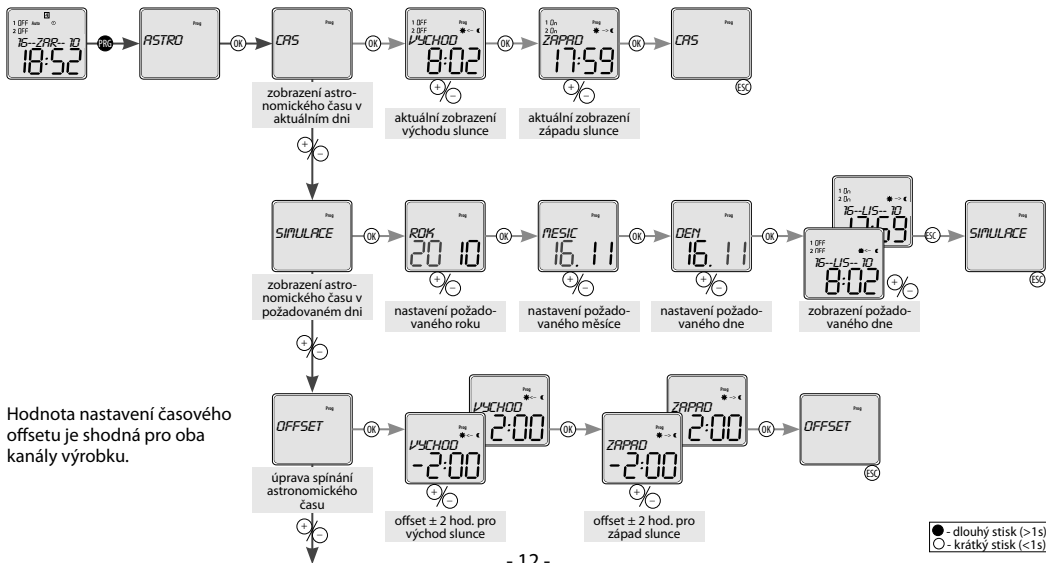 1 OFF Auto
2 OFF
16--ZAR-- 10
18:52
PRG
Prog
ASTRO
OK
Prog
CAS
OK
Prog
1 OFF
2 OFF
VYCHOD
8:02
OK
Prog
1 On
2 On
ZAPAD
17:59
OK
Prog
CAS
ESC
zobrazení astro-
nomického času v
aktuálním dni
+ / -
aktuální zobrazení
východu slunce
+ / -
aktuální zobrazení
západu slunce
+ / -
Prog
SIMULACE
OK
Prog
ROK
20 10
OK
Prog
MESIC
16. 11
OK
Prog
DEN
16. 11
OK
1 On
2 On
16--LIS-- 10
17:59
1 OFF
2 OFF
16--LIS-- 10
8:02
ESC
Prog
SIMULACE
ESC
zobrazení astro-
nomického času v
požadovaném dni
+ / -
nastavení požado-
vaného roku
+ / -
nastavení požado-
vaného měsíce
+ / -
nastavení požado-
vaného dne
+ / -
zobrazení požado-
vaného dne
+ / -
Hodnota nastavení časového
offsetu je shodná pro oba
kanály výrobku.
Prog
OFFSET
OK
Prog
VYCHOD
2:00
Prog
VYCHOD
-2:00
OK
Prog
ZAPAD
2:00
Prog
ZAPAD
-2:00
OK
Prog
OFFSET
ESC
úprava spínání
astronomického
času
+ / -
offset ± 2 hod. pro
východ slunce
+ / -
offset ± 2 hod. pro
západ slunce
- dlouhý stisk (>1s)
- krátký stisk (<1s)
- 12 -